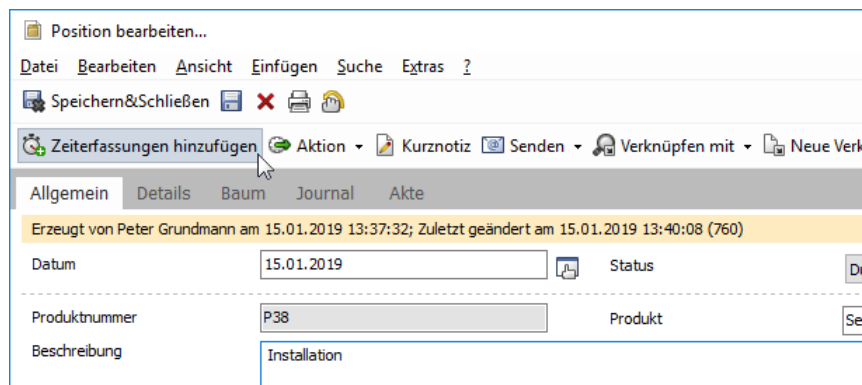 Position bearbeiten...
Datei Bearbeiten Ansicht Einfügen Suche Extras ?
Speichern&Schließen
Zeiterfassungen hinzufügen Aktion Kurznotiz Senden Verknüpfen mit Neue Verk
Allgemein Details Baum Journal Akte
Erzeugt von Peter Grundmann am 15.01.2019 13:37:32; Zuletzt geändert am 15.01.2019 13:40:08 (760)
Datum 15.01.2019 Status
Produktnummer P38 Produkt Se
Beschreibung Installation